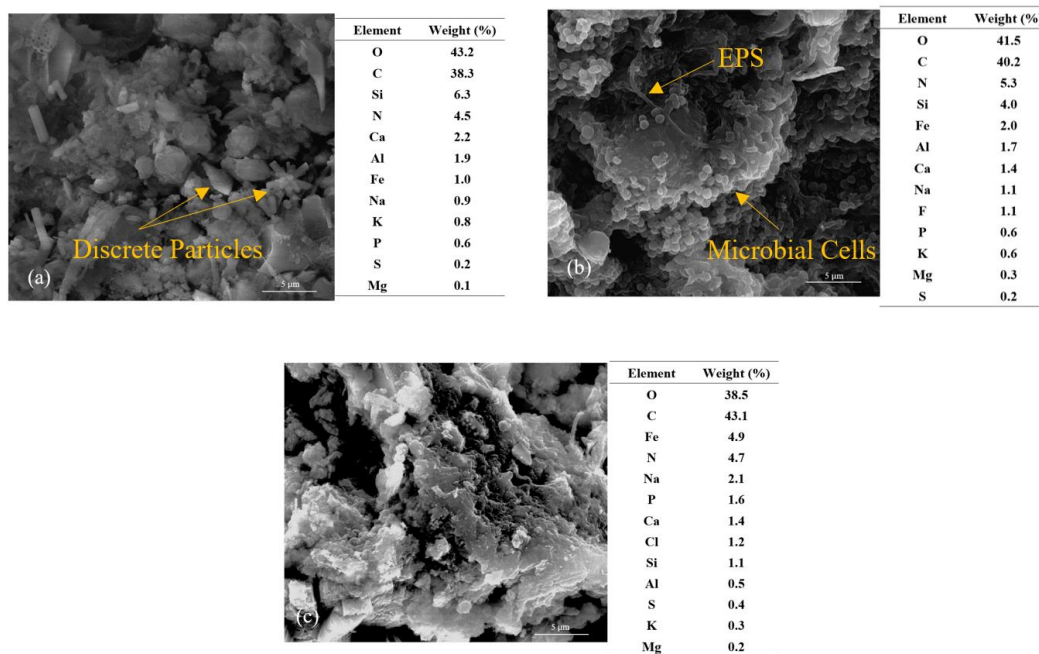 Element Weight (%)
O 43.2
C 38.3
Si 6.3
N 4.5
Ca 2.2
Al 1.9
Fe 1.0
Na 0.9
K 0.8
P 0.6
S 0.2
Mg 0.1
Discrete Particles
(a)
5 μm
Element Weight (%)
O 41.5
C 40.2
N 5.3
Si 4.0
Fe 2.0
Al 1.7
Ca 1.4
Na 1.1
F 1.1
P 0.6
K 0.6
Mg 0.3
S 0.2
EPS
Microbial Cells
(b)
5 μm
Element Weight (%)
O 38.5
C 43.1
Fe 4.9
N 4.7
Na 2.1
P 1.6
Ca 1.4
Cl 1.2
Si 1.1
Al 0.5
S 0.4
K 0.3
Mg 0.2
(c)
5 μm